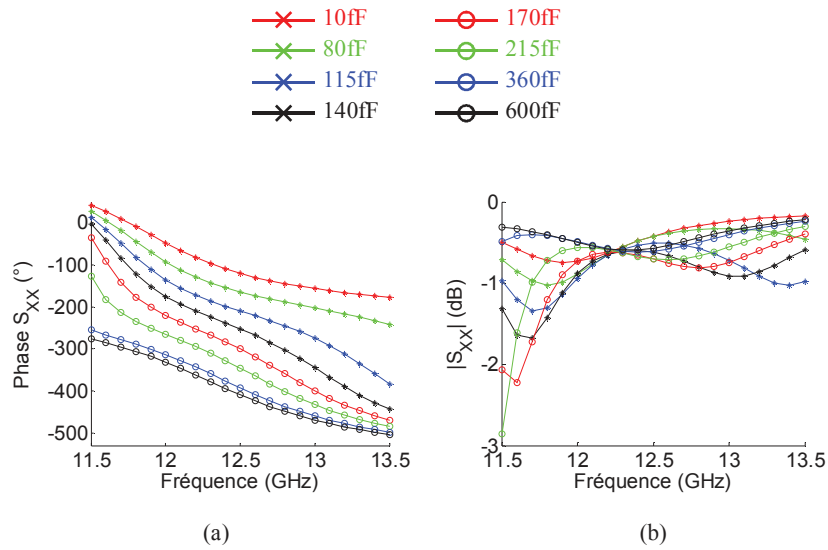 10fF
170fF
80fF
215fF
115fF
360fF
140fF
600fF
0
-100
-200
-300
-400
-500
Phase SXX (°)
11.5 12 12.5 13 13.5
Fréquence (GHz)
(a)
0
-1
-2
-3
|SXX| (dB)
11.5 12 12.5 13 13.5
Fréquence (GHz)
(b)